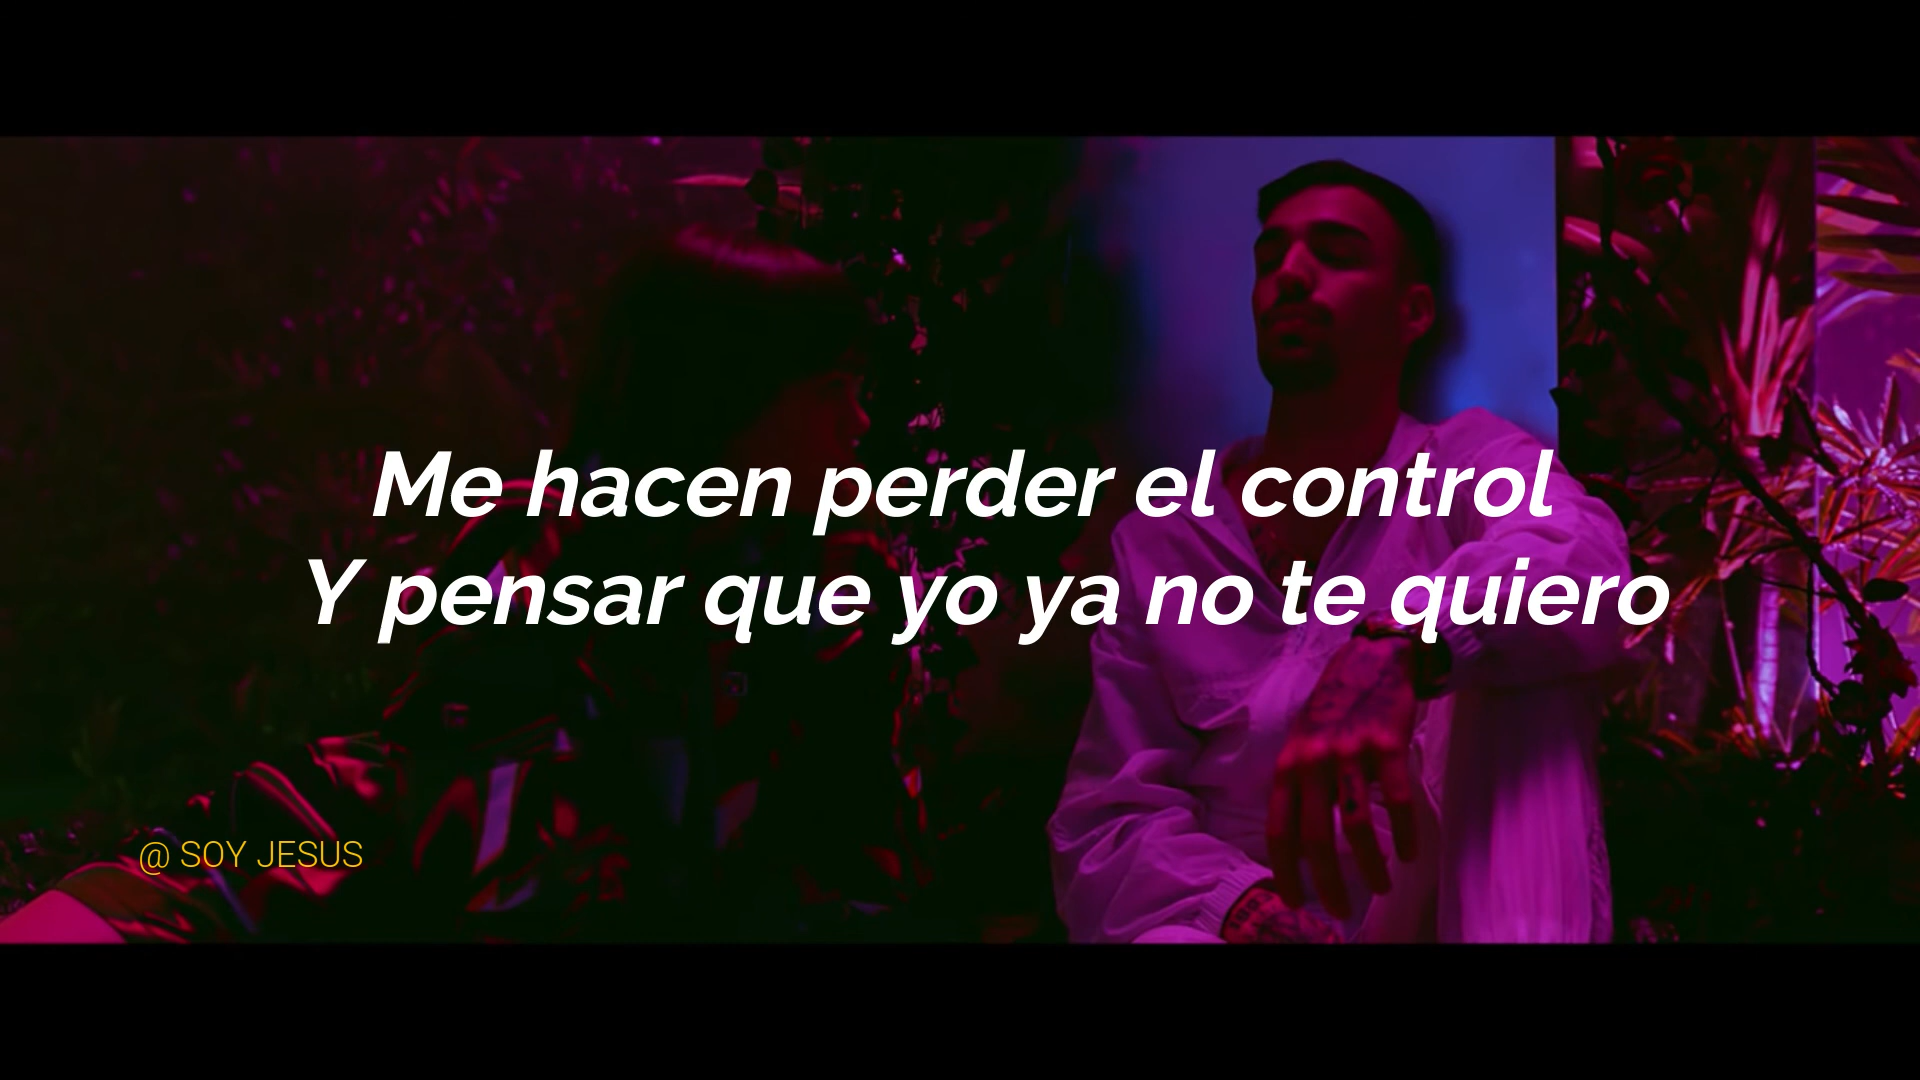 Me hacen perder el control
Y pensar que yo ya no te quiero
@ SOY JESUS